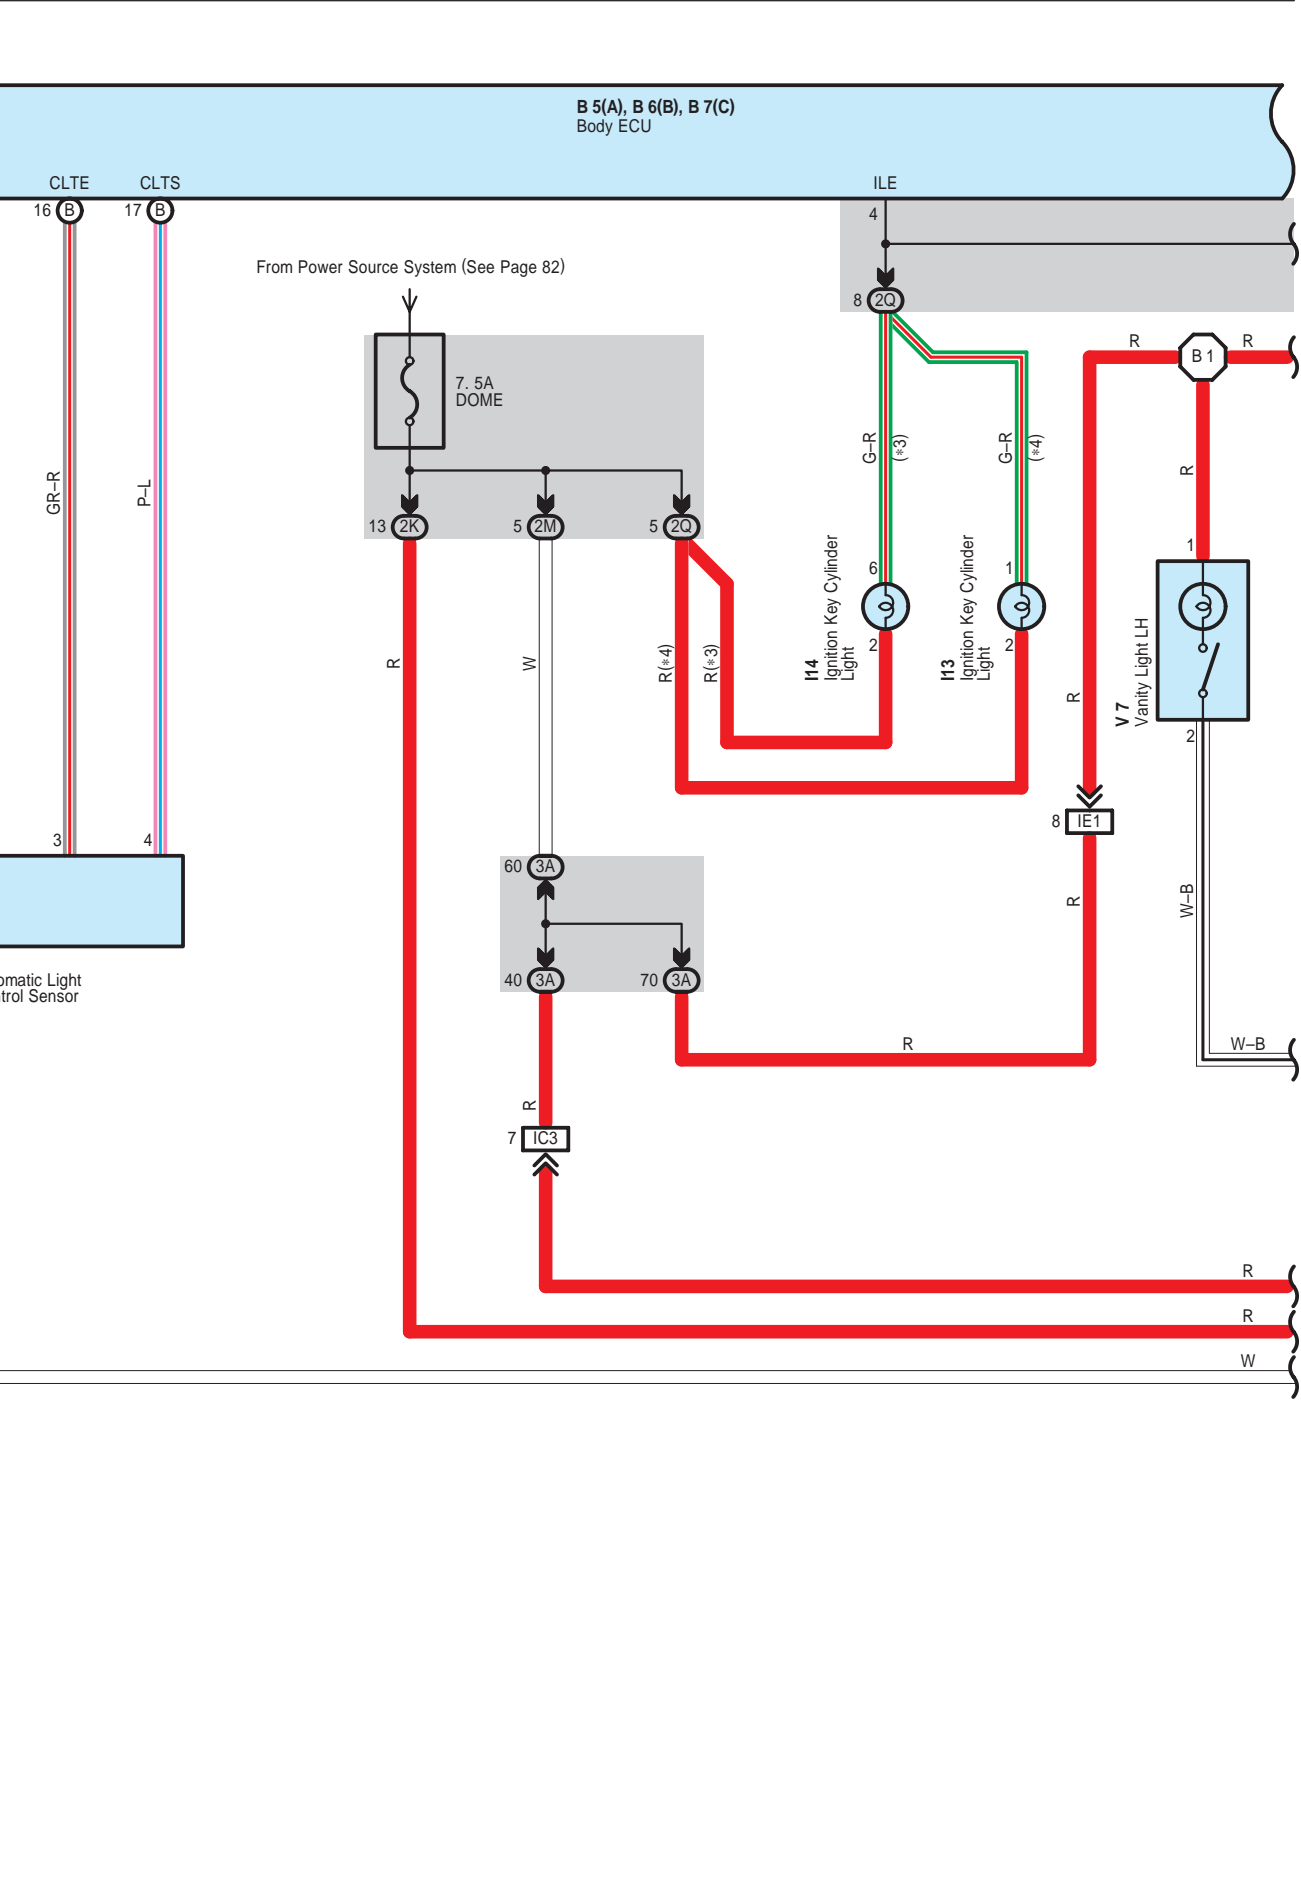 B 5(A), B 6(B), B 7(C)
Body ECU
CLTE
CLTS
ILE
16
B
17
B
4
From Power Source System (See Page 82)
8
2Q
R
B 1
R
7. 5A
DOME
G–R
(∗3)
G–R
(∗4)
R
GR–R
P–L
13
2K
5
2M
5
2Q
1
6
1
I14
Ignition Key Cylinder
Light
I13
Ignition Key Cylinder
Light
2
2
R
W
R(∗4)
R(∗3)
R
V 7
Vanity Light LH
2
8
IE1
3
4
60
3A
R
W–B
omatic Light
trol Sensor
40
3A
70
3A
R
W–B
R
7
IC3
R
R
W